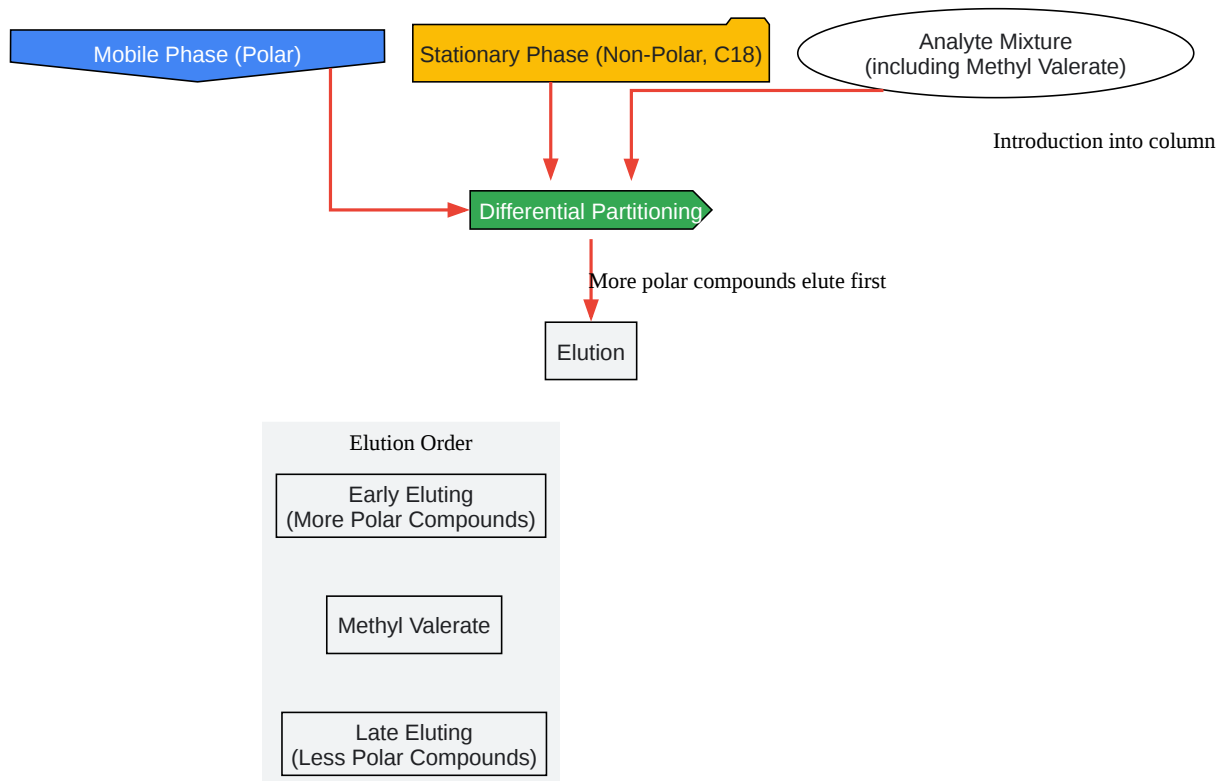 Mobile Phase (Polar)
Stationary Phase (Non-Polar, C18)
Analyte Mixture
(including Methyl Valerate)
Introduction into column
Differential Partitioning
More polar compounds elute first
Elution
Elution Order
Early Eluting
(More Polar Compounds)
Methyl Valerate
Late Eluting
(Less Polar Compounds)